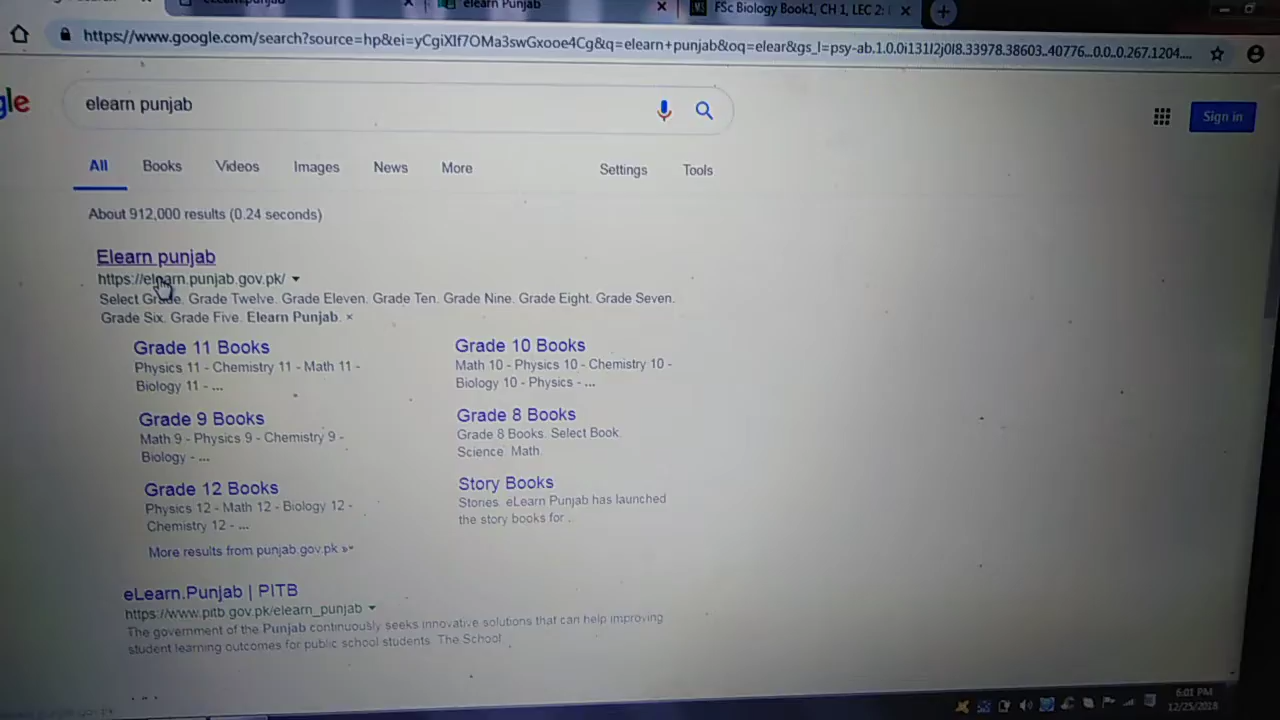 eLearn.punjab
elearn Punjab
FSc Biology Book1, CH 1, LEC 2:
https://www.google.com/search?source=hp&ei=yCgiXIf7OMa3swGxooe4Cg&q=elearn+punjab&oq=elear&gs_l=psy-ab.1.0.0i131l2j0l8.33978.38603..40776...0.0..0.267.1204....
gle
elearn punjab
Sign in
All Books Videos Images News More Settings Tools
About 912,000 results (0.24 seconds)
Elearn punjab
https://elearn.punjab.gov.pk/
Select Grade. Grade Twelve. Grade Eleven. Grade Ten. Grade Nine. Grade Eight. Grade Seven.
Grade Six. Grade Five. Elearn Punjab. ×
Grade 11 Books
Physics 11 - Chemistry 11 - Math 11 -
Biology 11 - ...
Grade 10 Books
Math 10 - Physics 10 - Chemistry 10 -
Biology 10 - Physics - ...
Grade 9 Books
Math 9 - Physics 9 - Chemistry 9 -
Biology - ...
Grade 8 Books
Grade 8 Books. Select Book.
Science. Math.
Grade 12 Books
Physics 12 - Math 12 - Biology 12 -
Chemistry 12 - ...
Story Books
Stories. eLearn Punjab has launched
the story books for .
More results from punjab.gov.pk »
eLearn.Punjab | PITB
https://www.pitb.gov.pk/elearn_punjab
The government of the Punjab continuously seeks innovative solutions that can help improving
student learning outcomes for public school students. The School
6:01 PM
12/25/2018